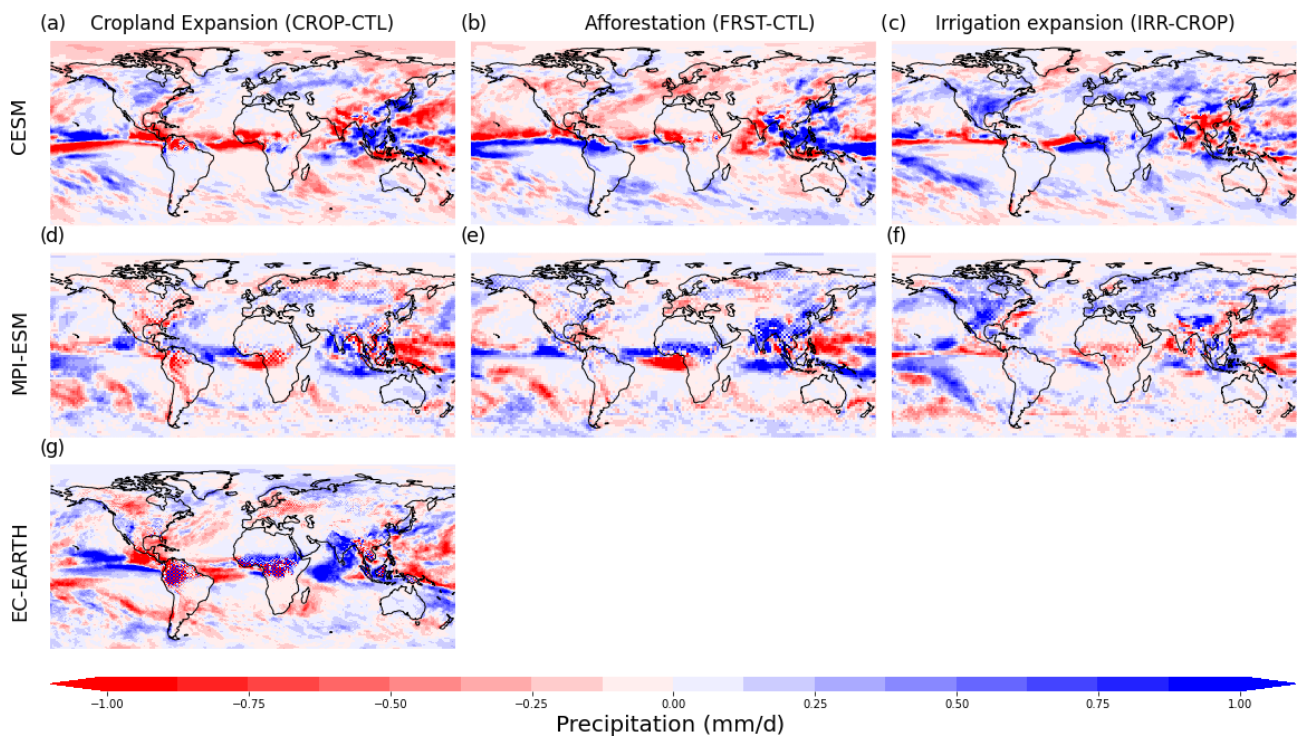 (a) Cropland Expansion (CROP-CTL)
(b) Afforestation (FRST-CTL)
(c) Irrigation expansion (IRR-CROP)
CESM
(d)
(e)
(f)
MPI-ESM
(g)
EC-EARTH
−1.00 −0.75 −0.50 −0.25 0.00 0.25 0.50 0.75 1.00
Precipitation (mm/d)